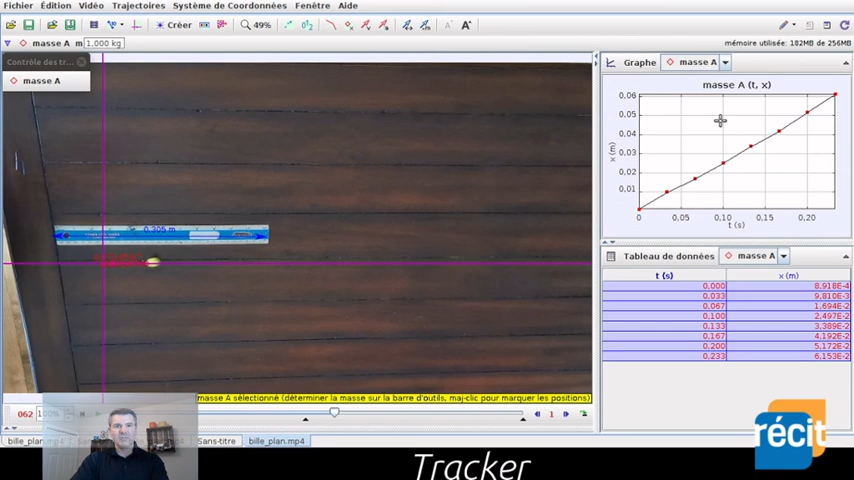 Fichier Édition Vidéo Trajectoires Système de Coordonnées Fenêtres Aide
Créer 49%
masse A m 1,000 kg mémoire utilisée: 182MB of 256MB
Contrôle des tr...
masse A
0,305 m
Graphe masse A
masse A (t, x)
x (m)
0.06
0.05
0.04
0.03
0.02
0.01
0 0,05 0,10 0,15 0,20
t (s)
Tableau de données masse A
t (s) x (m)
0,000 8,918E-4
0,033 9,810E-3
0,067 1,694E-2
0,100 2,497E-2
0,133 3,389E-2
0,167 4,192E-2
0,200 5,172E-2
0,233 6,153E-2
masse A sélectionné (déterminer la masse sur la barre d'outils, maj-clic pour marquer les positions)
062 100% 1
bille_plan.mp4 Sans-titre bille_plan.mp4
récit
Tracker